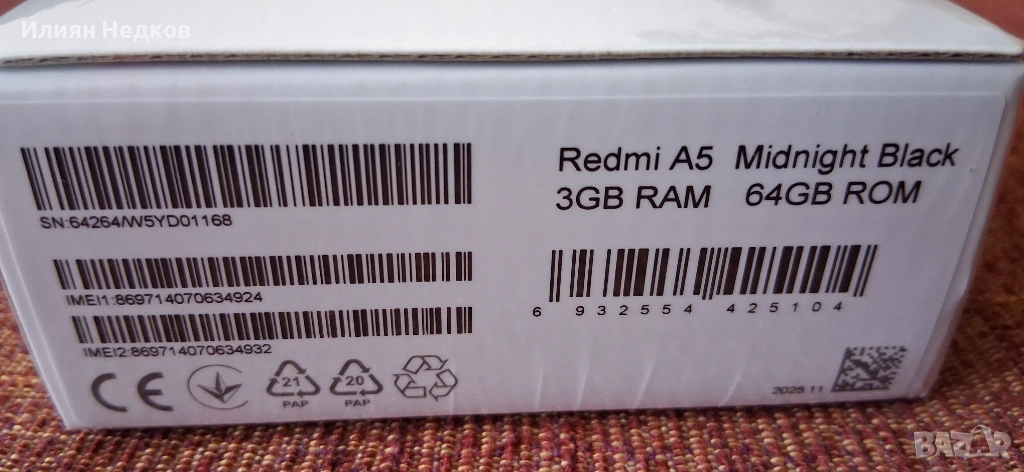 Илиян Недков
Redmi A5 Midnight Black
3GB RAM 64GB ROM
SN:64264/W5YD01168
IMEI1:869714070634924
IMEI2:869714070634932
6 932554 425104
CE
21
PAP
20
PAP
2025.11
BAZAR